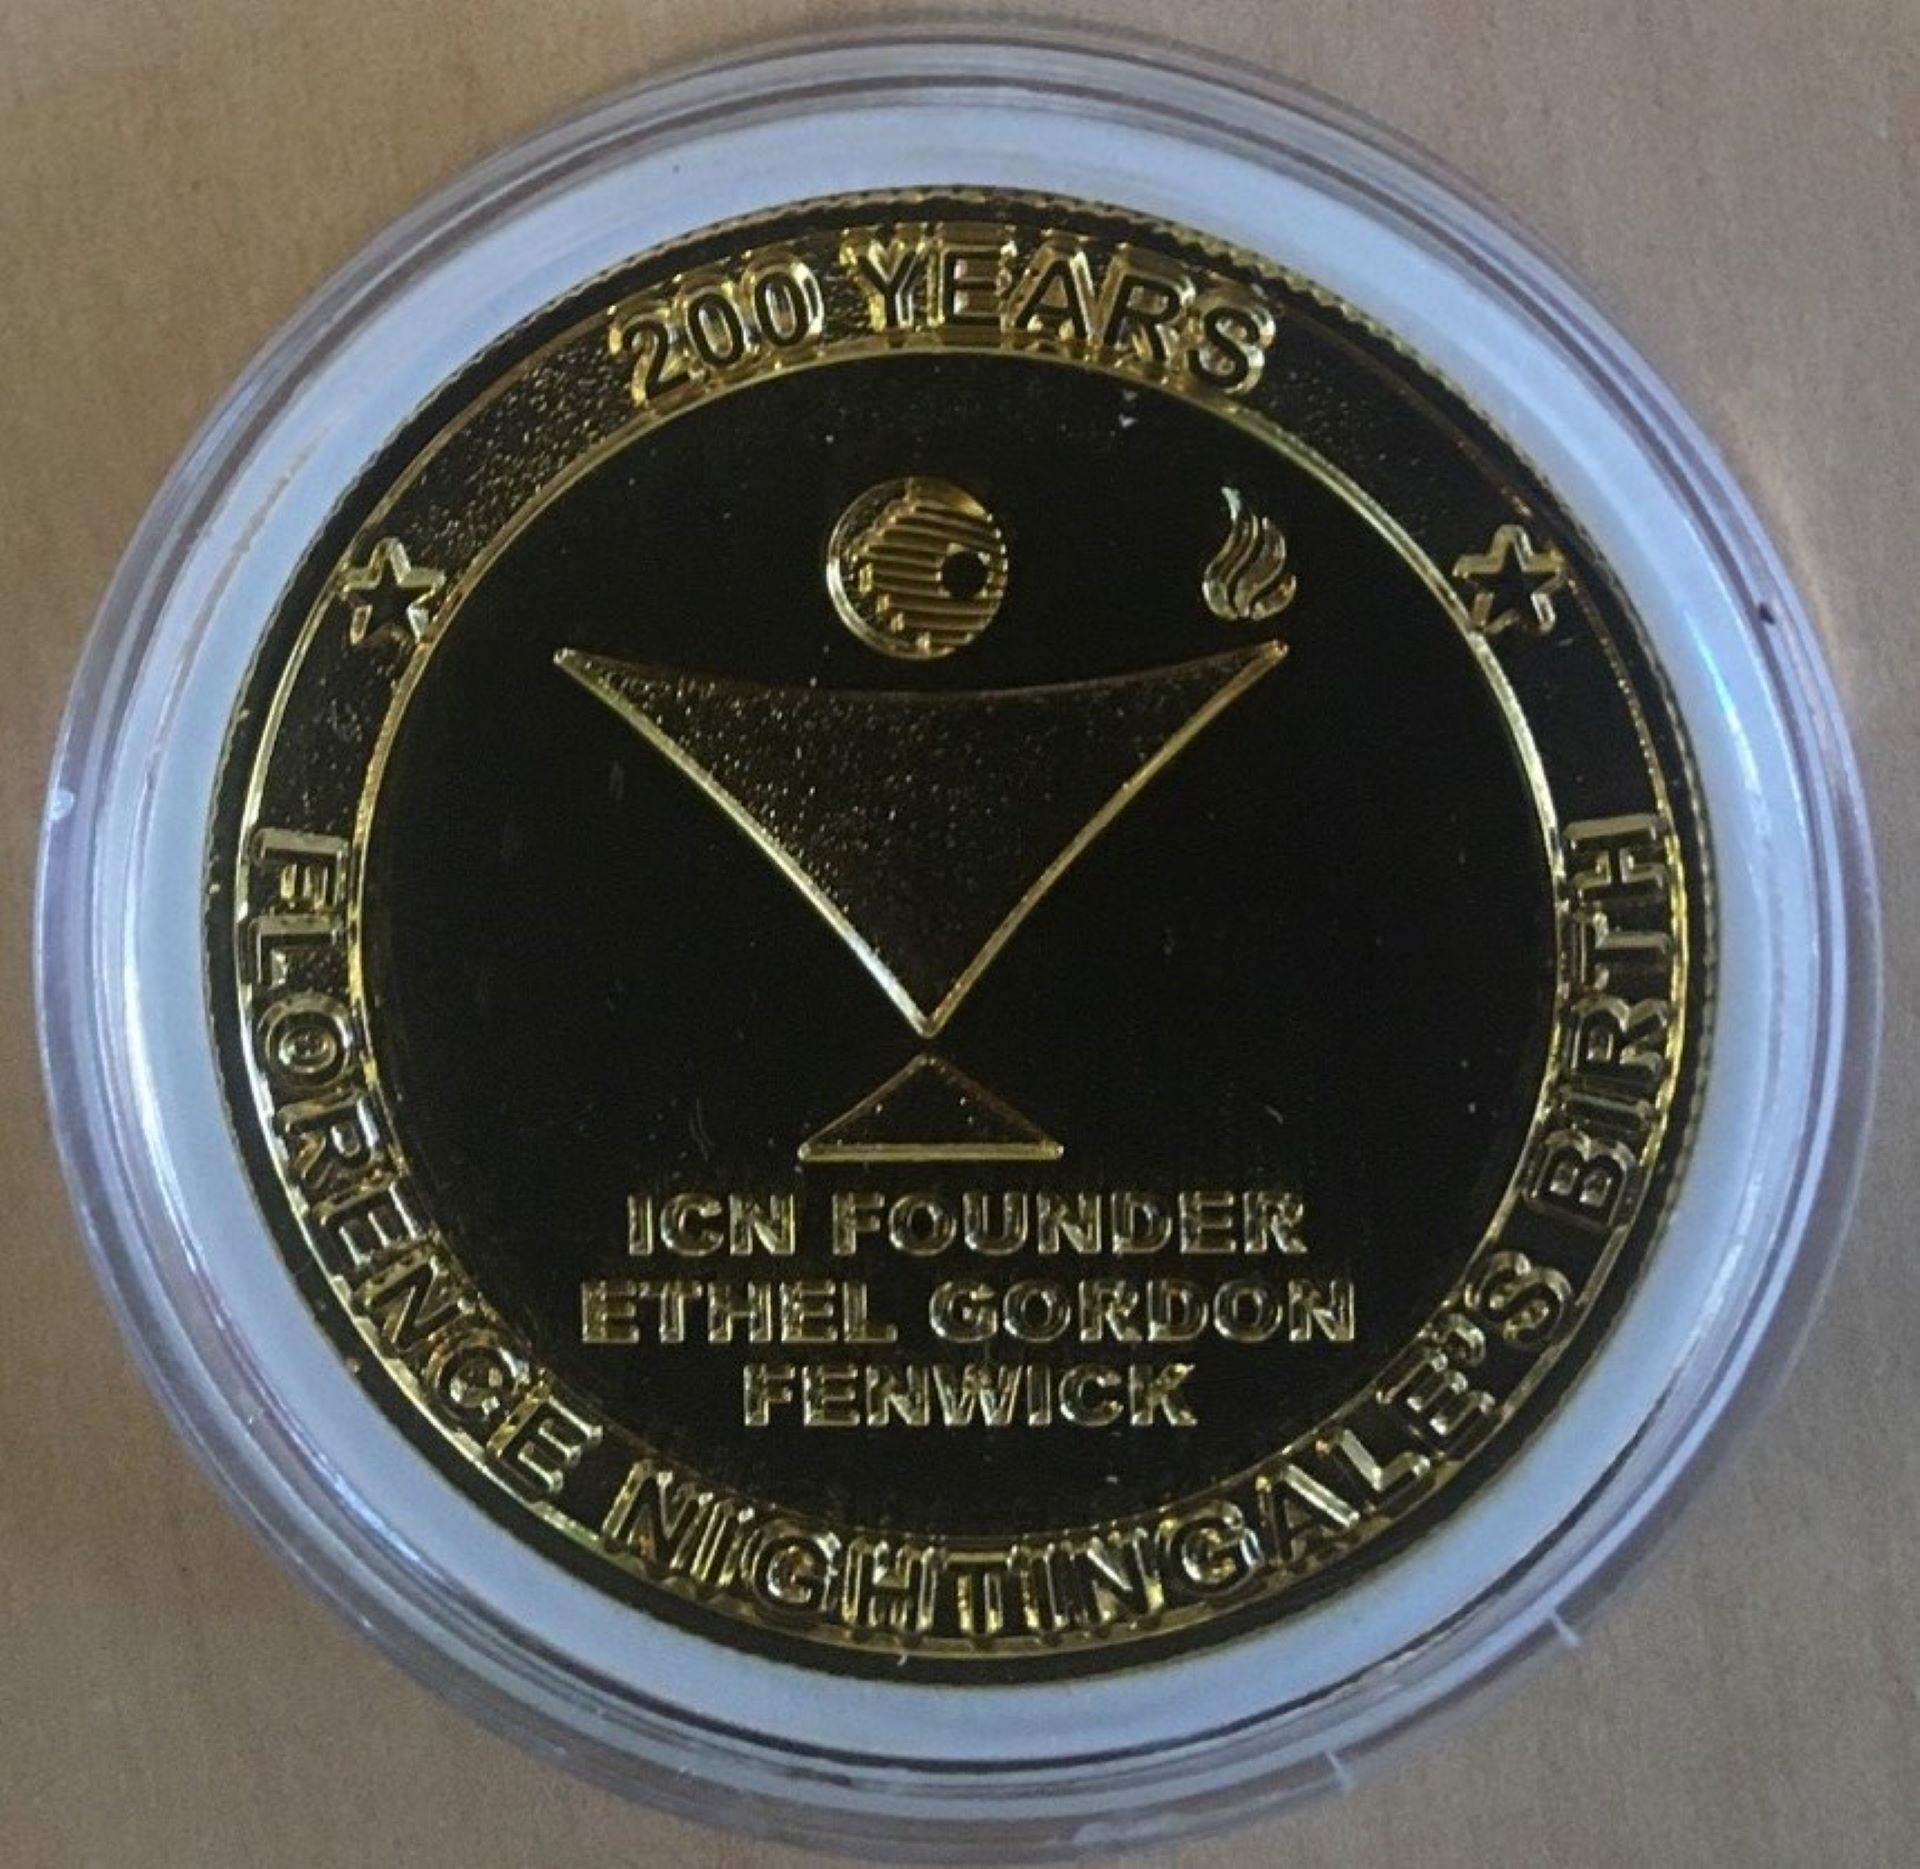 200 YEARS
ICN FOUNDER
ETHEL GORDON
FENWICK
FLORENCE NIGHTINGALE'S BIRTH